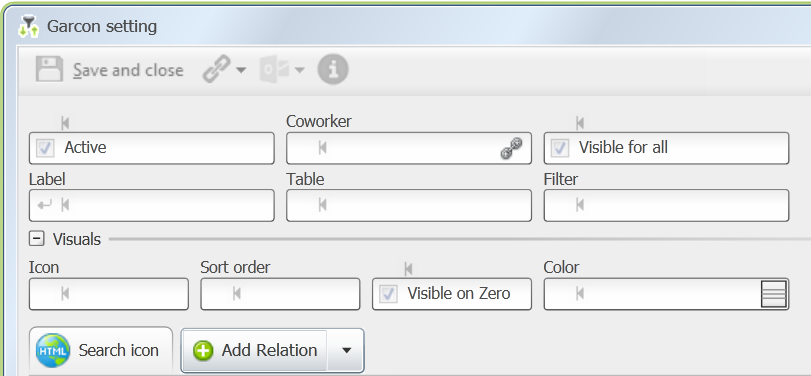 Garcon setting
Save and close
Coworker
Active
Visible for all
Label Table Filter
Visuals
Icon Sort order Color
Visible on Zero
HTML Search icon Add Relation